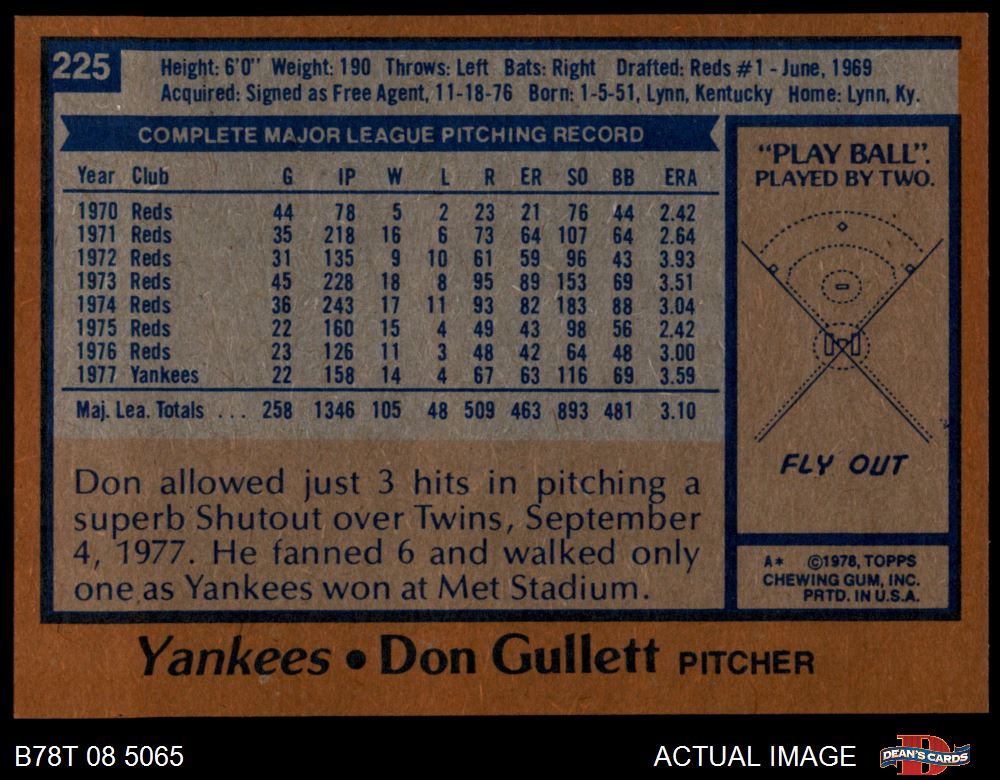 225
Height: 6'0" Weight: 190 Throws: Left Bats: Right Drafted: Reds #1 - June, 1969
Acquired: Signed as Free Agent, 11-18-76 Born: 1-5-51, Lynn, Kentucky Home: Lynn, Ky.
COMPLETE MAJOR LEAGUE PITCHING RECORD
Year Club G IP W L R ER SO BB ERA
1970 Reds 44 78 5 2 23 21 76 44 2.42
1971 Reds 35 218 16 6 73 64 107 64 2.64
1972 Reds 31 135 9 10 61 59 96 43 3.93
1973 Reds 45 228 18 8 95 89 153 69 3.51
1974 Reds 36 243 17 11 93 82 183 88 3.04
1975 Reds 22 160 15 4 49 43 98 56 2.42
1976 Reds 23 126 11 3 48 42 64 48 3.00
1977 Yankees 22 158 14 4 67 63 116 69 3.59
Maj. Lea. Totals ... 258 1346 105 48 509 463 893 481 3.10
Don allowed just 3 hits in pitching a
superb Shutout over Twins, September
4, 1977. He fanned 6 and walked only
one as Yankees won at Met Stadium.
"PLAY BALL".
PLAYED BY TWO.
FLY OUT
A* ©1978, TOPPS
CHEWING GUM, INC.
PRTD. IN U.S.A.
Yankees • Don Gullett PITCHER
B78T 08 5065
ACTUAL IMAGE
D
DEAN'S CARDS